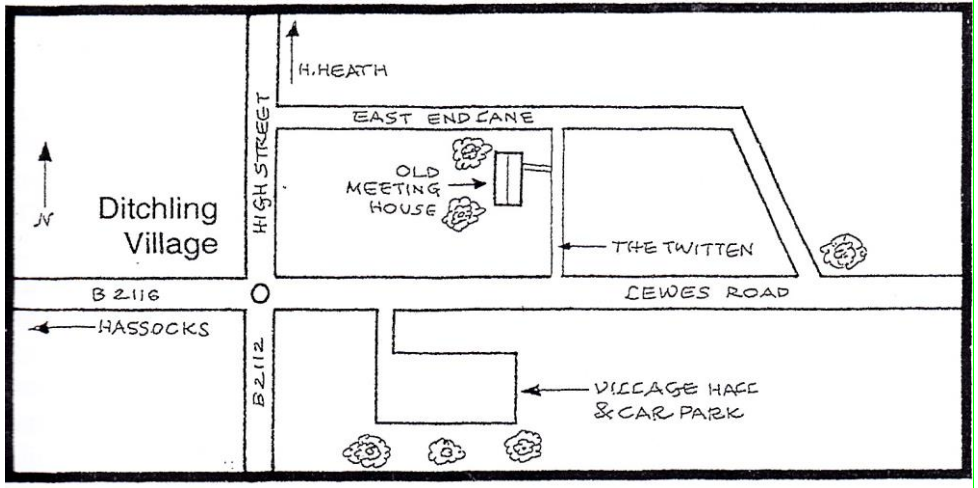 H.HEATH
EAST END LANE
HIGH STREET
OLD
MEETING
HOUSE
N
Ditchling
Village
THE TWITTEN
B 2116
LEWES ROAD
HASSOCKS
B2112
VILLAGE HALL
& CAR PARK